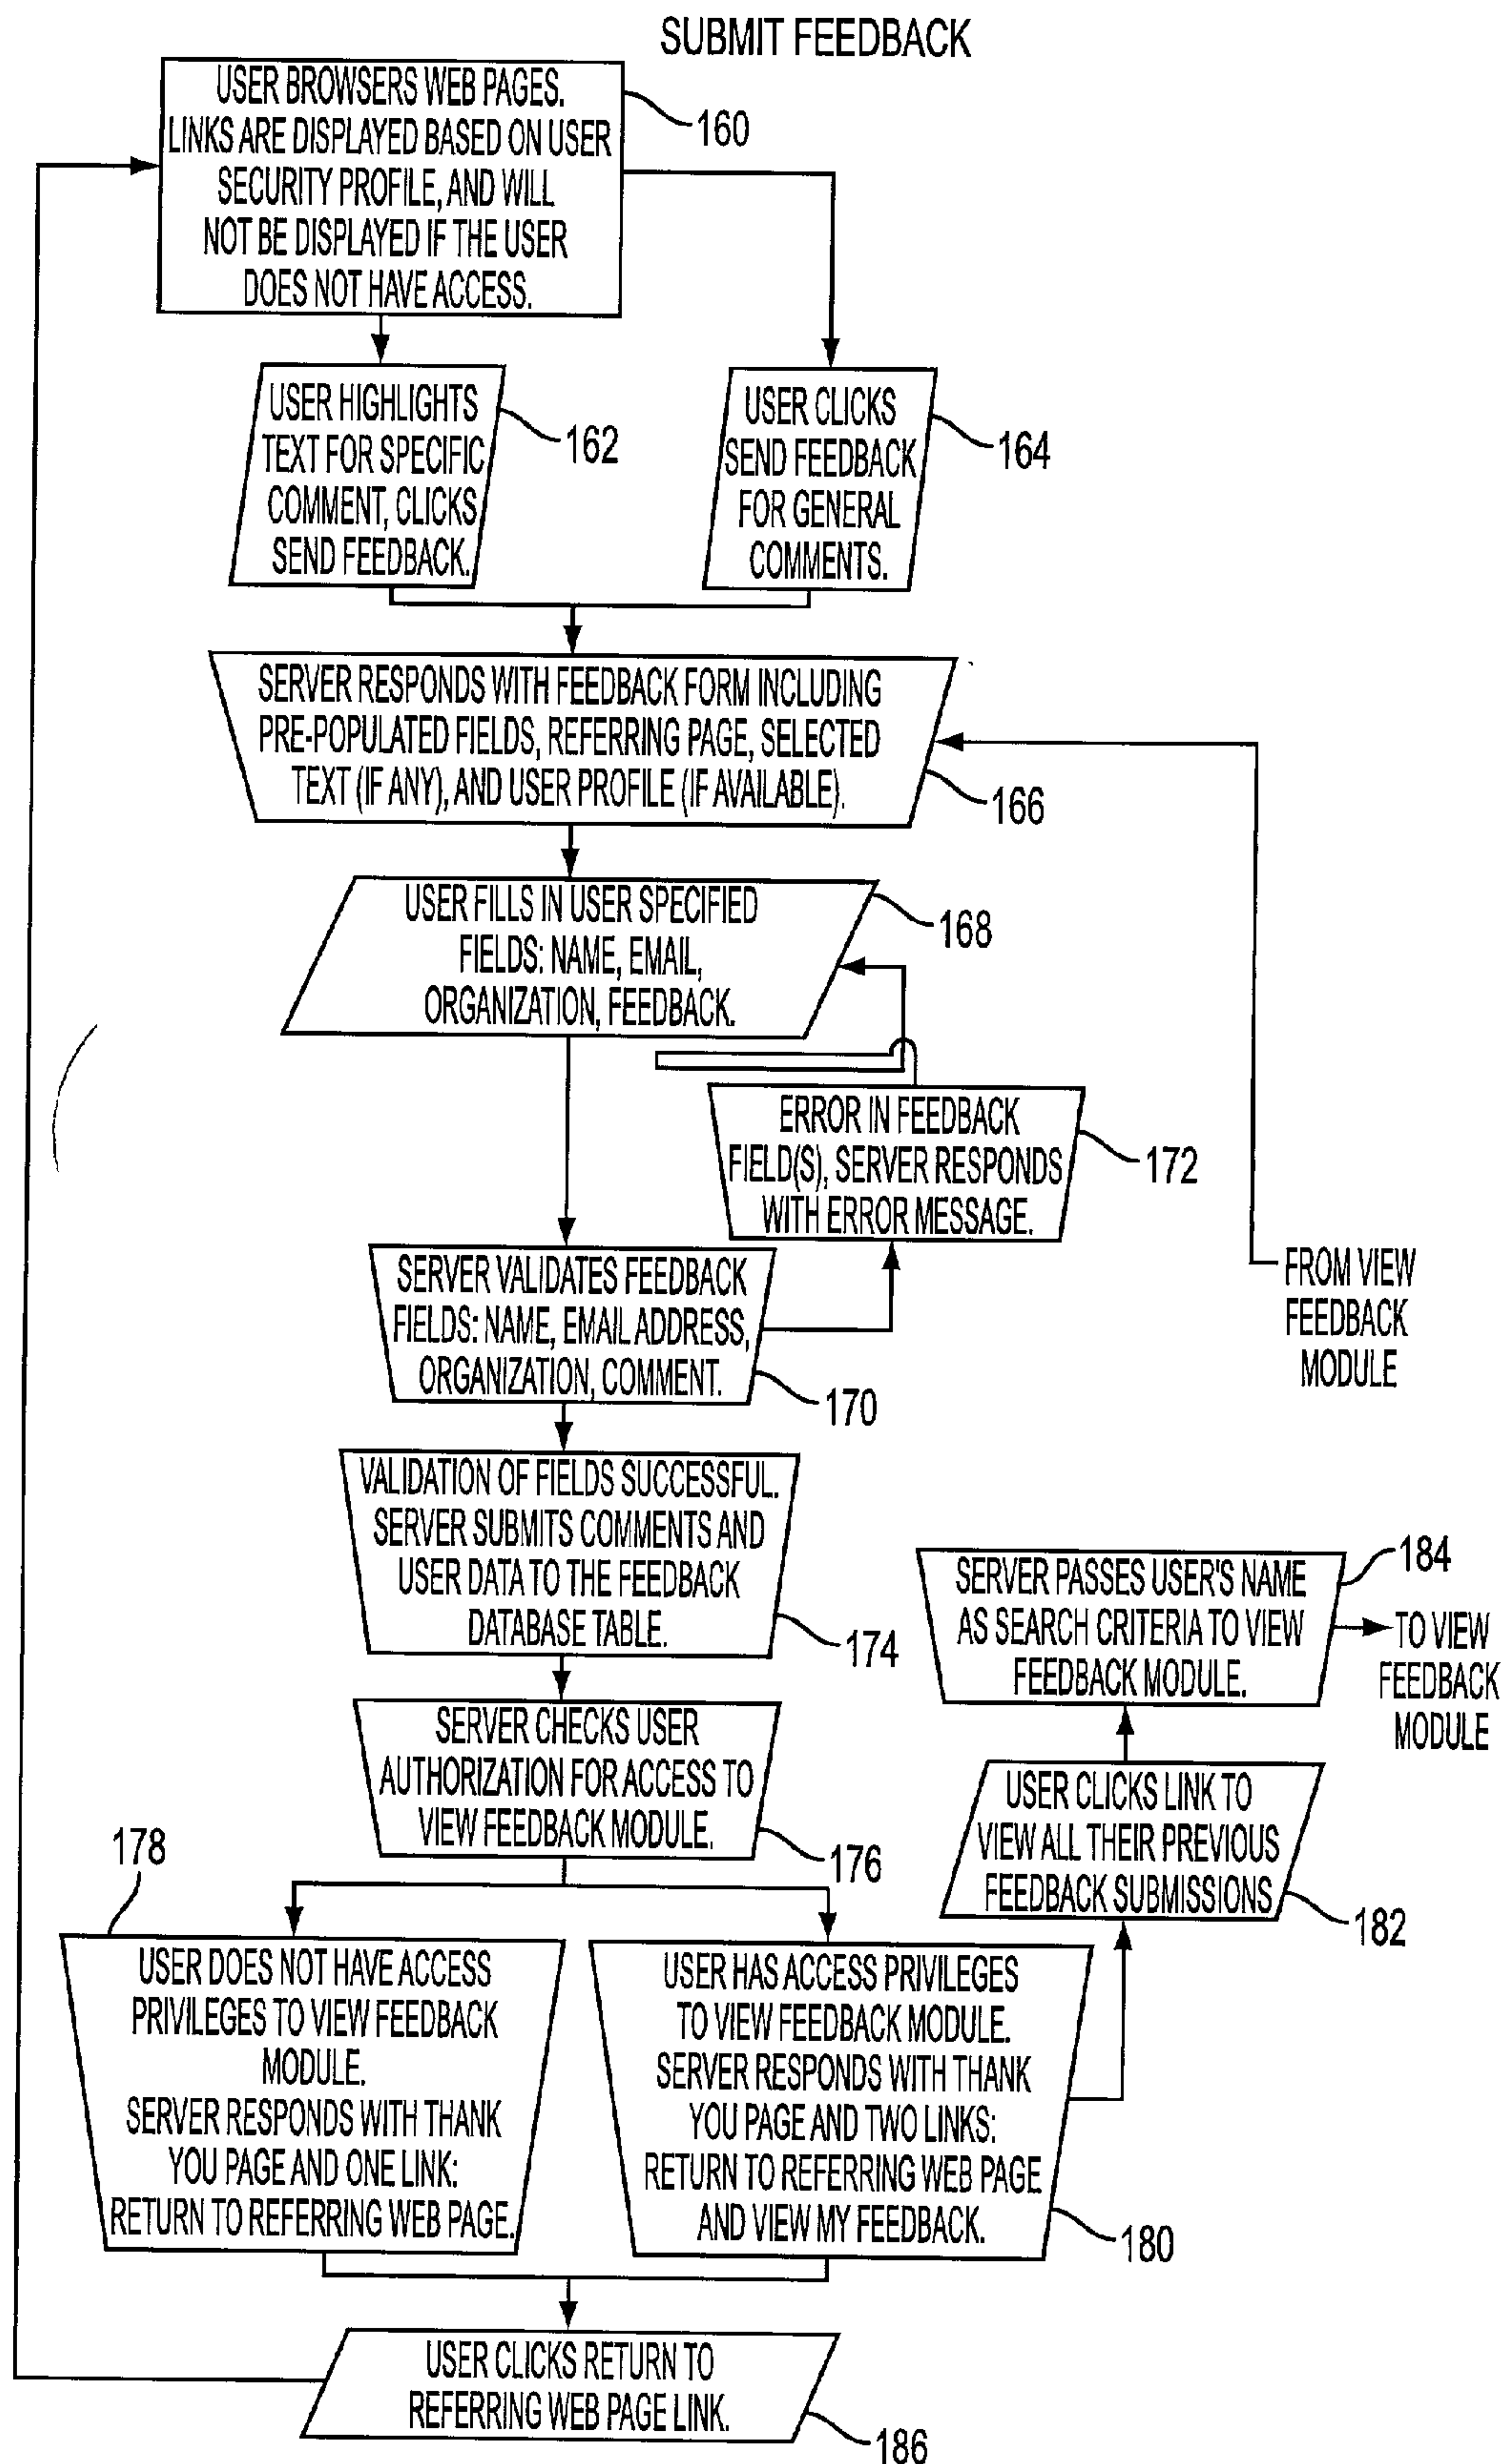 SUBMIT FEEDBACK
USER BROWSERS WEB PAGES.
LINKS ARE DISPLAYED BASED ON USER
SECURITY PROFILE, AND WILL
NOT BE DISPLAYED IF THE USER
DOES NOT HAVE ACCESS.
160
USER HIGHLIGHTS
TEXT FOR SPECIFIC
COMMENT, CLICKS
SEND FEEDBACK.
162
USER CLICKS
SEND FEEDBACK
FOR GENERAL
COMMENTS.
164
SERVER RESPONDS WITH FEEDBACK FORM INCLUDING
PRE-POPULATED FIELDS, REFERRING PAGE, SELECTED
TEXT (IF ANY), AND USER PROFILE (IF AVAILABLE).
166
USER FILLS IN USER SPECIFIED
FIELDS: NAME, EMAIL,
ORGANIZATION, FEEDBACK.
168
ERROR IN FEEDBACK
FIELD(S), SERVER RESPONDS
WITH ERROR MESSAGE.
172
FROM VIEW
FEEDBACK
MODULE
SERVER VALIDATES FEEDBACK
FIELDS: NAME, EMAIL ADDRESS,
ORGANIZATION, COMMENT.
170
VALIDATION OF FIELDS SUCCESSFUL.
SERVER SUBMITS COMMENTS AND
USER DATA TO THE FEEDBACK
DATABASE TABLE.
174
SERVER PASSES USER'S NAME
AS SEARCH CRITERIA TO VIEW
FEEDBACK MODULE.
184
TO VIEW
FEEDBACK
MODULE
SERVER CHECKS USER
AUTHORIZATION FOR ACCESS TO
VIEW FEEDBACK MODULE.
176
USER CLICKS LINK TO
VIEW ALL THEIR PREVIOUS
FEEDBACK SUBMISSIONS
182
178
USER DOES NOT HAVE ACCESS
PRIVILEGES TO VIEW FEEDBACK
MODULE.
SERVER RESPONDS WITH THANK
YOU PAGE AND ONE LINK:
RETURN TO REFERRING WEB PAGE.
USER HAS ACCESS PRIVILEGES
TO VIEW FEEDBACK MODULE.
SERVER RESPONDS WITH THANK
YOU PAGE AND TWO LINKS:
RETURN TO REFERRING WEB PAGE
AND VIEW MY FEEDBACK.
180
USER CLICKS RETURN TO
REFERRING WEB PAGE LINK.
186